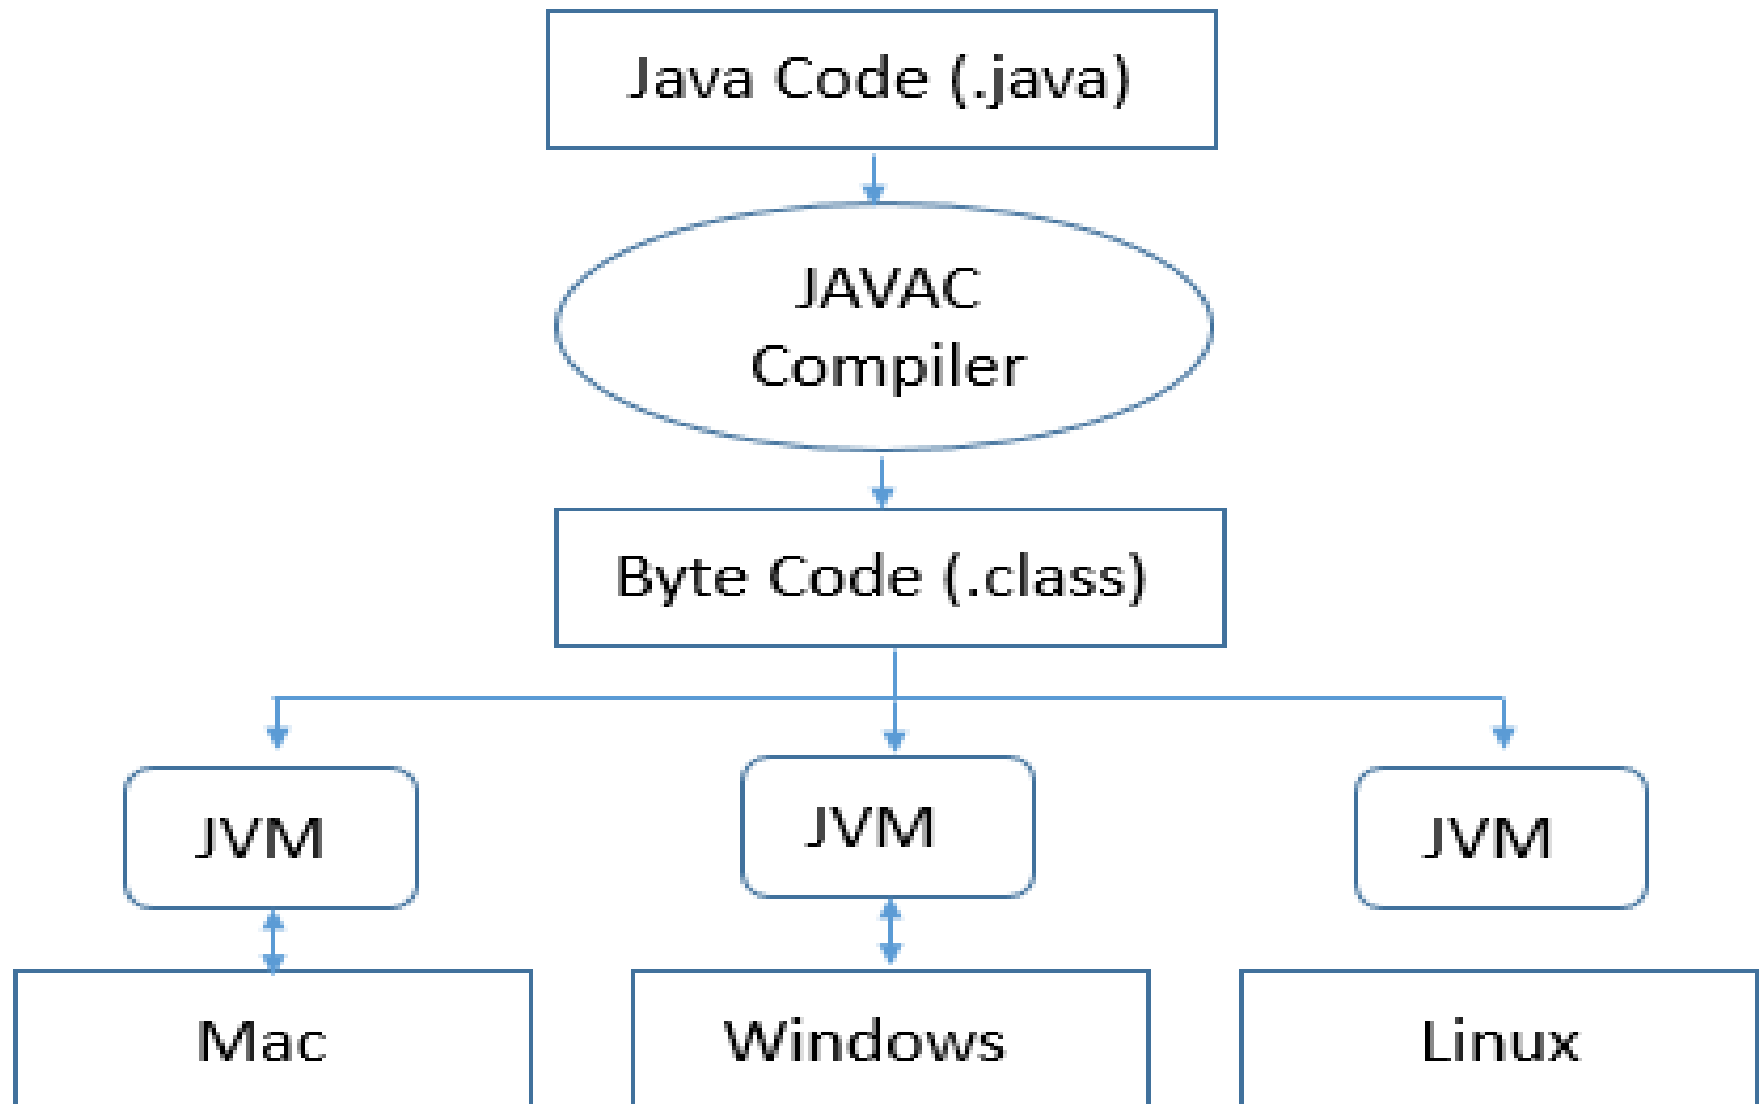 Java Code (.java)
JAVAC
Compiler
Byte Code (.class)
JVM
JVM
JVM
Mac
Windows
Linux